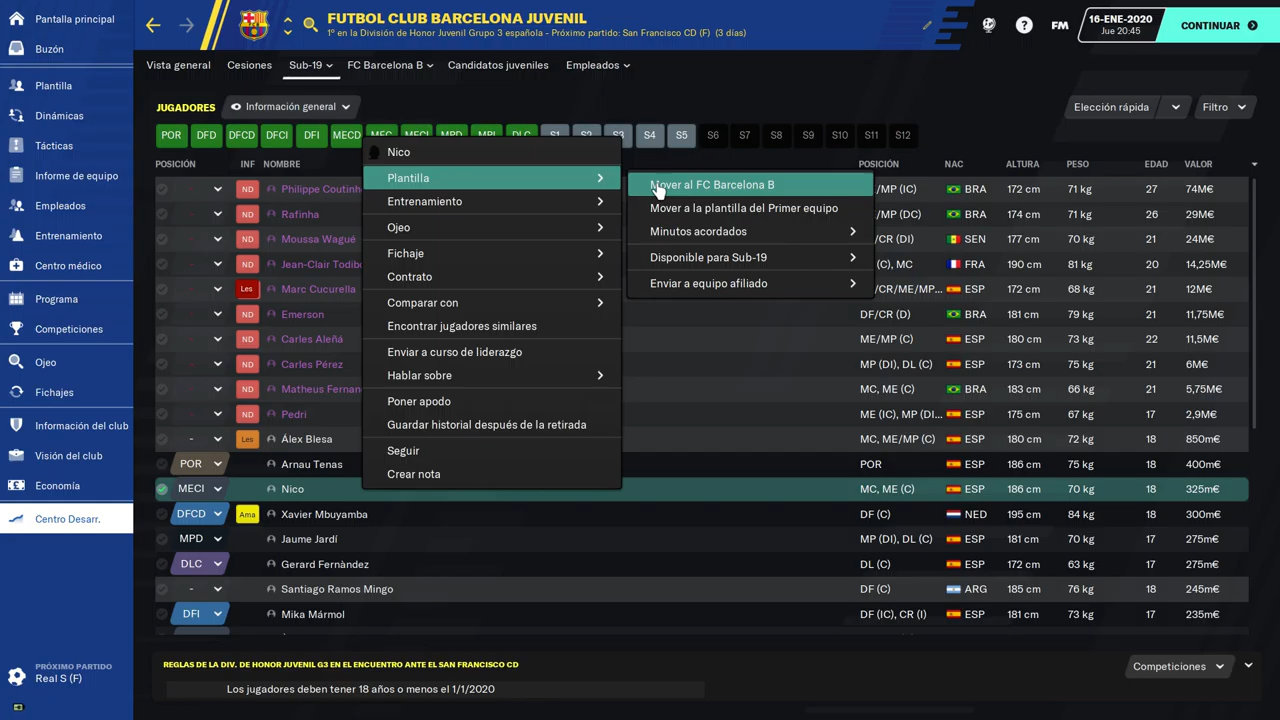 Pantalla principal
Buzón
Plantilla
Dinámicas
Tácticas
Informe de equipo
Empleados
Entrenamiento
Centro médico
Programa
Competiciones
Ojeo
Fichajes
Información del club
Visión del club
Economía
Centro Desarr.
PRÓXIMO PARTIDO
Real S (F)
FUTBOL CLUB BARCELONA JUVENIL
1º en la División de Honor Juvenil Grupo 3 española - Próximo partido: San Francisco CD (F) (3 días)
FM
16-ENE-2020
Jue 20:45
CONTINUAR
Vista general Cesiones Sub-19 FC Barcelona B Candidatos juveniles Empleados
JUGADORES Información general Elección rápida Filtro
POR DFD DFCD DFCI DFI MECD MEC MECI MPD MPI DLC S1 S2 S3 S4 S5 S6 S7 S8 S9 S10 S11 S12
POSICIÓN INF NOMBRE POSICIÓN NAC ALTURA PESO EDAD VALOR
ND Philippe Coutinh /MP (IC) BRA 172 cm 71 kg 27 74M€
ND Rafinha /MP (DC) BRA 174 cm 71 kg 26 29M€
ND Moussa Wagué /CR (DI) SEN 177 cm 70 kg 21 24M€
ND Jean-Clair Todibo (C), MC FRA 190 cm 81 kg 20 14,25M€
Les Marc Cucurella /CR/ME/MP... ESP 172 cm 68 kg 21 12M€
ND Emerson DF/CR (D) BRA 181 cm 79 kg 21 11,75M€
ND Carles Aleñá ME/MP (C) ESP 180 cm 73 kg 22 11,5M€
ND Carles Pérez MP (DI), DL (C) ESP 173 cm 75 kg 21 6M€
ND Matheus Fernan MC, ME (C) BRA 183 cm 66 kg 21 5,75M€
ND Pedri ME (IC), MP (DI... ESP 175 cm 67 kg 17 2,9M€
- Les Álex Blesa MC, ME/MP (C) ESP 180 cm 72 kg 18 850m€
POR Arnau Tenas POR ESP 186 cm 75 kg 18 400m€
MECI Nico MC, ME (C) ESP 186 cm 70 kg 18 325m€
DFCD Ama Xavier Mbuyamba DF (C) NED 195 cm 84 kg 18 300m€
MPD Jaume Jardí MP (DI), DL (C) ESP 181 cm 70 kg 17 275m€
DLC Gerard Fernàndez DL (C) ESP 172 cm 63 kg 17 275m€
- Santiago Ramos Mingo DF (C) ARG 185 cm 76 kg 18 245m€
DFI Mika Mármol DF (IC), CR (I) ESP 181 cm 73 kg 17 235m€
Nico
Plantilla
Entrenamiento
Ojeo
Fichaje
Contrato
Comparar con
Encontrar jugadores similares
Enviar a curso de liderazgo
Hablar sobre
Poner apodo
Guardar historial después de la retirada
Seguir
Crear nota
Mover al FC Barcelona B
Mover a la plantilla del Primer equipo
Minutos acordados
Disponible para Sub-19
Enviar a equipo afiliado
REGLAS DE LA DIV. DE HONOR JUVENIL G3 EN EL ENCUENTRO ANTE EL SAN FRANCISCO CD
Competiciones
Los jugadores deben tener 18 años o menos el 1/1/2020